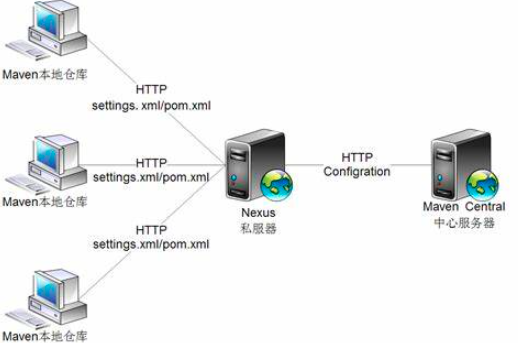 Maven本地仓库
HTTP
settings. xml/pom.xml
HTTP
settings.xml/pom.xml
Maven本地仓库
HTTP
settings.xml/pom.xml
Maven本地仓库
Nexus
私服器
HTTP
Configration
Maven Central
中心服务器